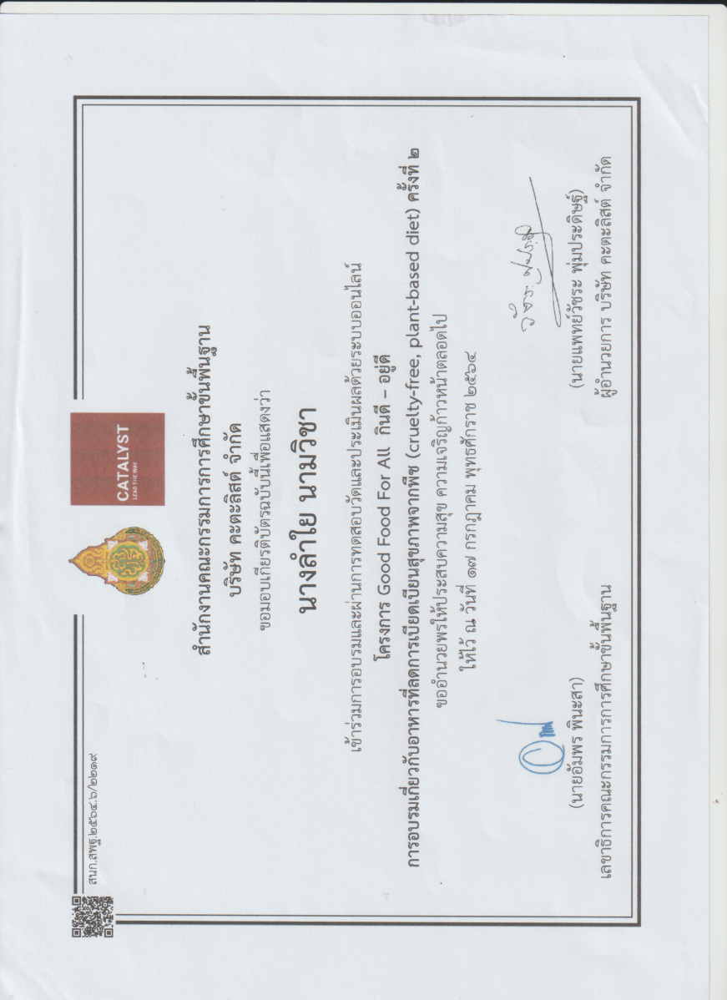 สนก.สพฐ.๒๕๖๔.๖/๒๒๑๙
CATALYST
LEAD THE WAY
สำนักงานคณะกรรมการการศึกษาขั้นพื้นฐาน
บริษัท คะตะลิสต์ จำกัด
ขอมอบเกียรติบัตรฉบับนี้เพื่อแสดงว่า
นางลำใย นามวิชา
เข้าร่วมการอบรมและผ่านการทดสอบวัดและประเมินผลด้วยระบบออนไลน์
โครงการ Good Food For All กินดี – อยู่ดี
การอบรมเกี่ยวกับอาหารที่ลดการเบียดเบียนสุขภาพจากพืช (cruelty-free, plant-based diet) ครั้งที่ ๒
ขออำนวยพรให้ประสบความสุข ความเจริญก้าวหน้าตลอดไป
ให้ไว้ ณ วันที่ ๑๗ กรกฎาคม พุทธศักราช ๒๕๖๔
(นายอัมพร พินะสา)
เลขาธิการคณะกรรมการการศึกษาขั้นพื้นฐาน
(นายแพทย์วัชระ พุ่มประดิษฐ์)
ผู้อำนวยการ บริษัท คะตะลิสต์ จำกัด